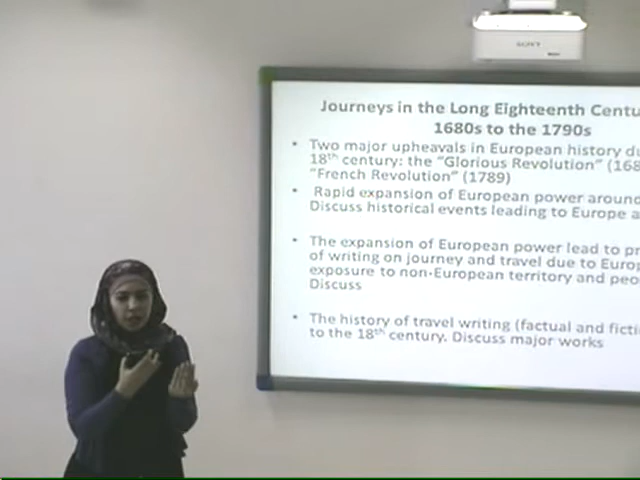 SONY
Journeys in the Long Eighteenth Centu
1680s to the 1790s
• Two major upheavals in European history du
18th century: the “Glorious Revolution” (168
“French Revolution” (1789)
• Rapid expansion of European power around
Discuss historical events leading to Europe a
• The expansion of European power lead to pr
of writing on journey and travel due to Europ
exposure to non-European territory and peo
Discuss
• The history of travel writing (factual and ficti
to the 18th century. Discuss major works